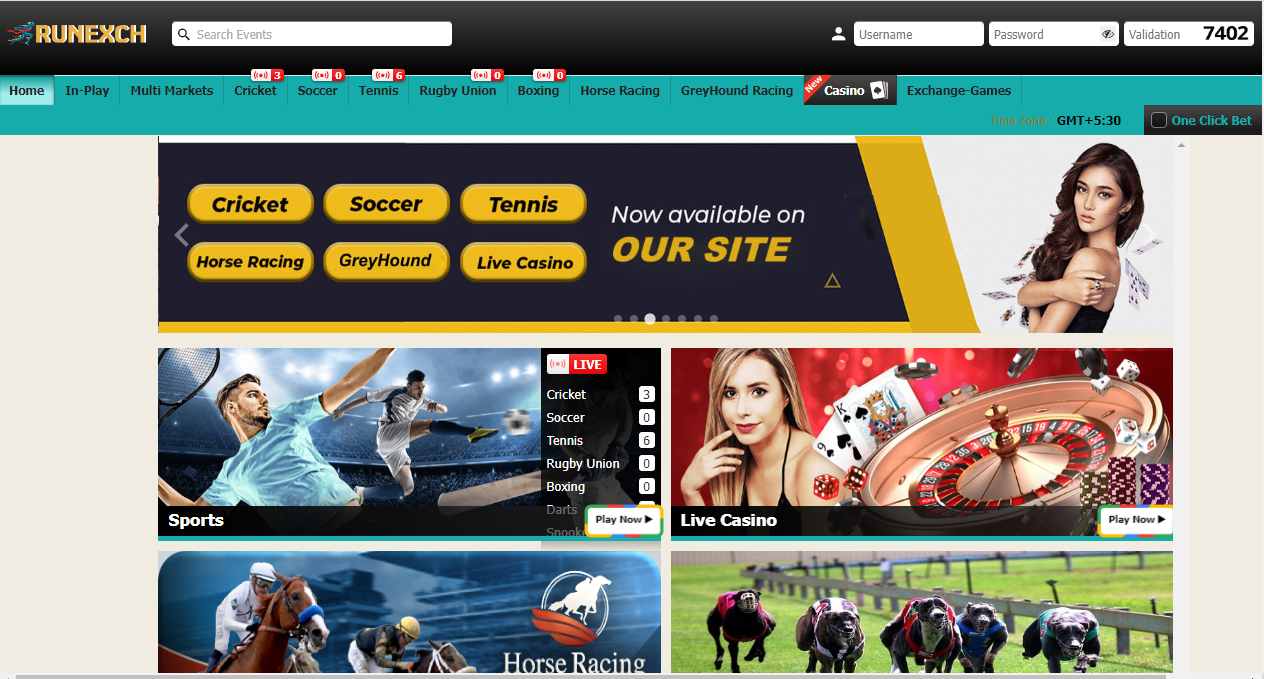 RUNEXCH
Search Events
Username
Password
Validation 7402
3 0 6 0 0
Home In-Play Multi Markets Cricket Soccer Tennis Rugby Union Boxing Horse Racing GreyHound Racing New Casino Exchange-Games
Time Zone : GMT+5:30 One Click Bet
Cricket Soccer Tennis
Now available on
OUR SITE
Horse Racing GreyHound Live Casino
LIVE
Cricket 3
Soccer 0
Tennis 6
Rugby Union 0
Boxing 0
Darts
Snooke
Sports Play Now
Live Casino Play Now
Horse Racing